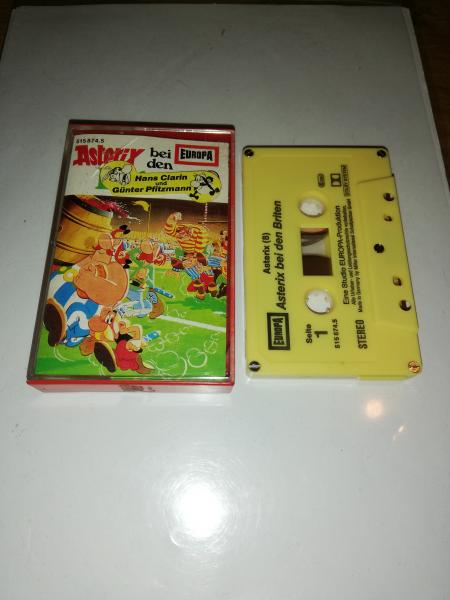 515 874.5
Asterix bei den
EUROPA
Hans Clarin
und
Günter Pfitzmann
Asterix (8)
Asterix bei den Briten
EUROPA
Seite
1
515 874.5
Eine Studio EUROPA-Produktion
STEREO